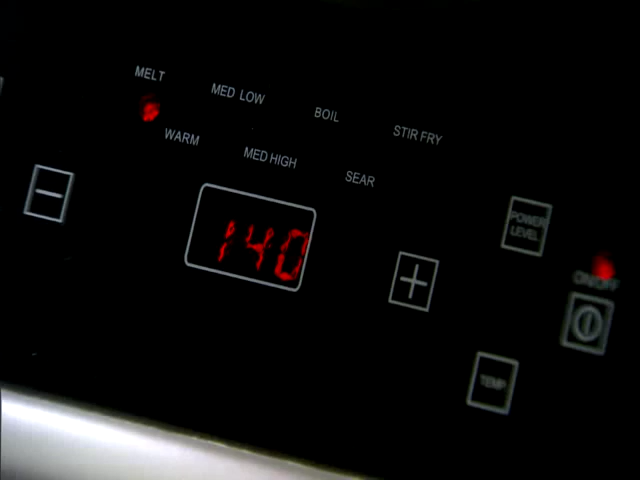 MELT
MED LOW
BOIL
STIR FRY
WARM
MED HIGH
SEAR
140
POWER
LEVEL
ON/OFF
TEMP